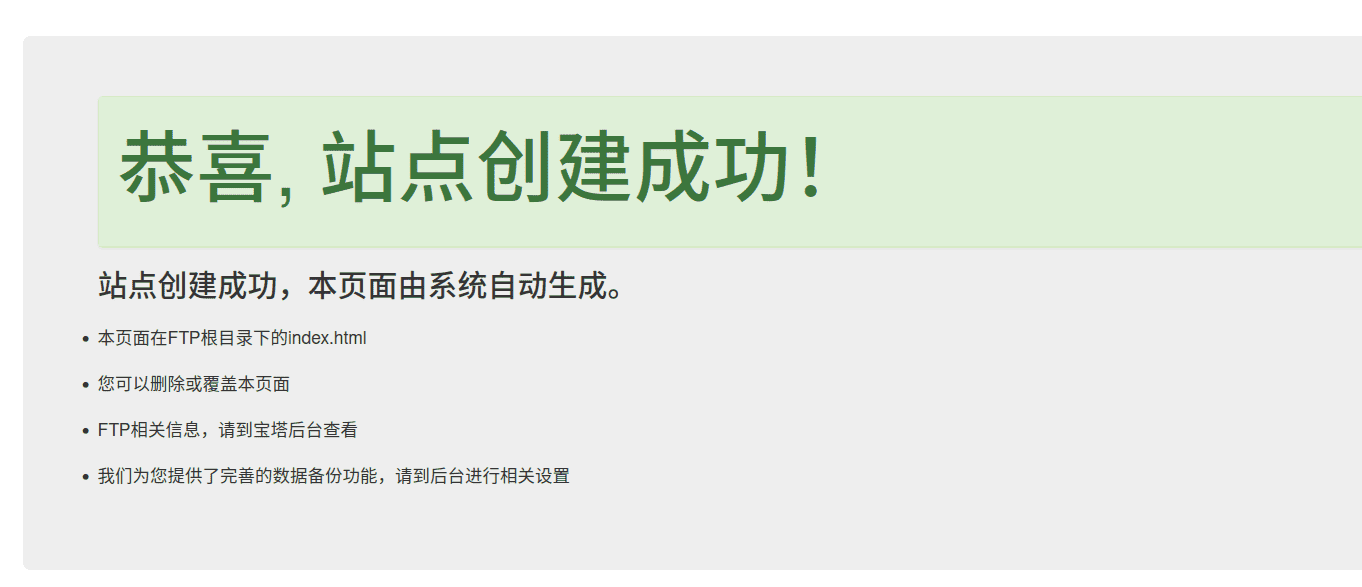 恭喜, 站点创建成功！
站点创建成功，本页面由系统自动生成。
本页面在FTP根目录下的index.html
您可以删除或覆盖本页面
FTP相关信息，请到宝塔后台查看
我们为您提供了完善的数据备份功能，请到后台进行相关设置